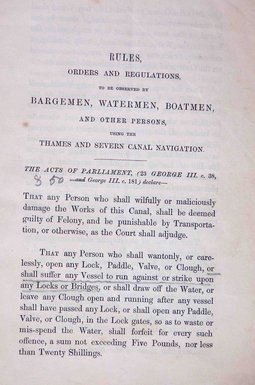 RULES,
ORDERS AND REGULATIONS,
TO BE OBSERVED BY
BARGEMEN, WATERMEN, BOATMEN,
AND OTHER PERSONS,
USING THE
THAMES AND SEVERN CANAL NAVIGATION.
THE ACTS OF PARLIAMENT, (23 GEORGE III. c. 38,
—and George III. c. 181) declare—
850
THAT any Person who shall wilfully or maliciously
damage the Works of this Canal, shall be deemed
guilty of Felony, and be punishable by Transporta-
tion, or otherwise, as the Court shall adjudge.
THAT any Person who shall wantonly, or care-
lessly, open any Lock, Paddle, Valve, or Clough, or
shall suffer any Vessel to run against or strike upon
any Locks or Bridges, or shall draw off the Water, or
leave any Clough open and running after any vessel
shall have passed any Lock, or shall open any Paddle,
Valve, or Clough, in the Lock gates, so as to waste or
mis-spend the Water, shall forfeit for every such
offence, a sum not exceeding Five Pounds, nor less
than Twenty Shillings.